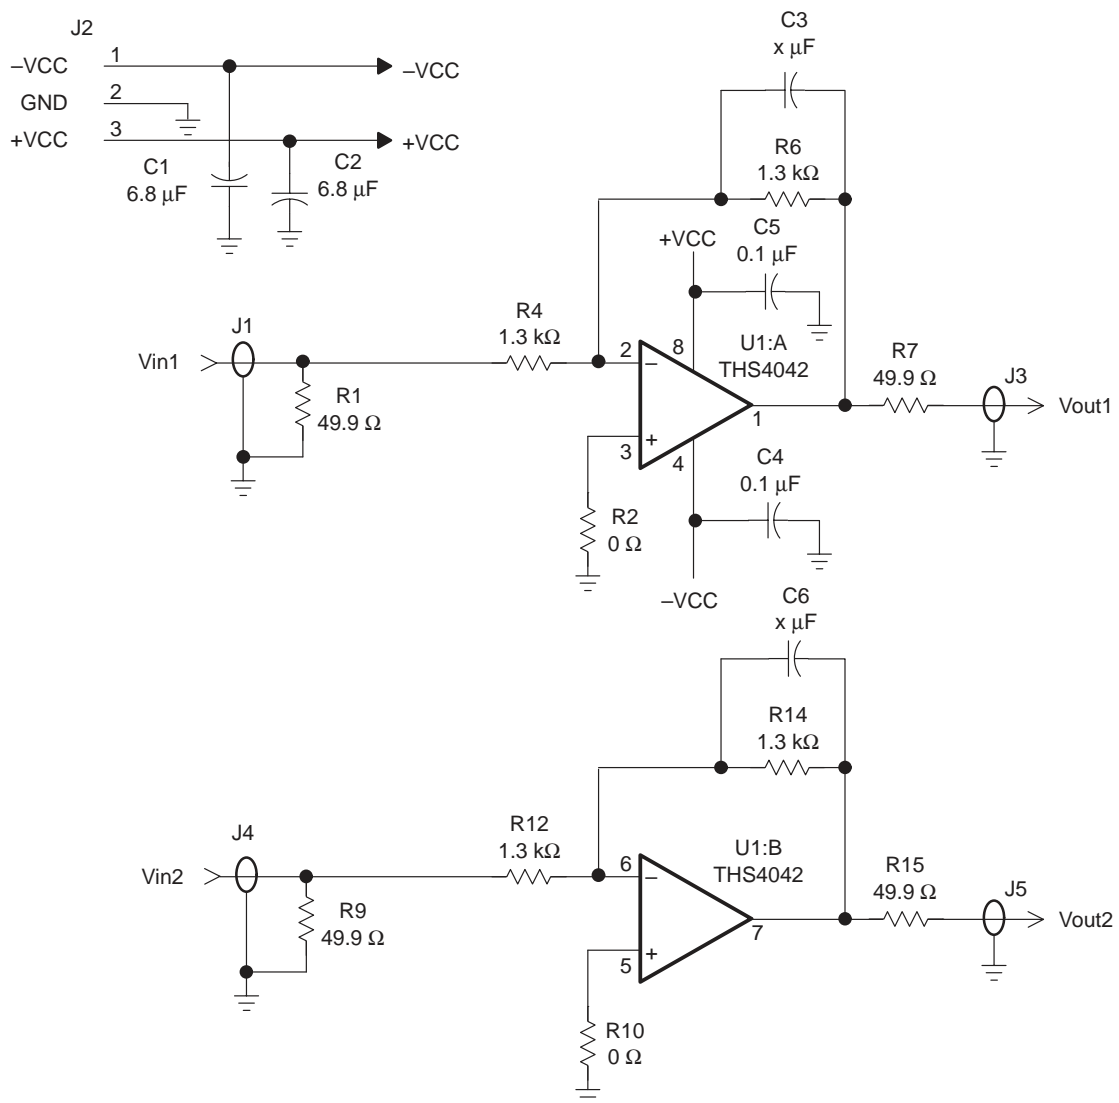 J2
–VCC 1 –VCC
GND 2
+VCC 3 +VCC
C1
6.8 μF
C2
6.8 μF
C3
x μF
R6
1.3 kΩ
C5
0.1 μF
+VCC
R4
1.3 kΩ
J1
Vin1
R1
49.9 Ω
2
–
8
U1:A
THS4042
3
+
4
1
R7
49.9 Ω
J3
Vout1
C4
0.1 μF
R2
0 Ω
–VCC
C6
x μF
R14
1.3 kΩ
R12
1.3 kΩ
J4
Vin2
R9
49.9 Ω
6
–
U1:B
THS4042
5
+
7
R15
49.9 Ω
J5
Vout2
R10
0 Ω